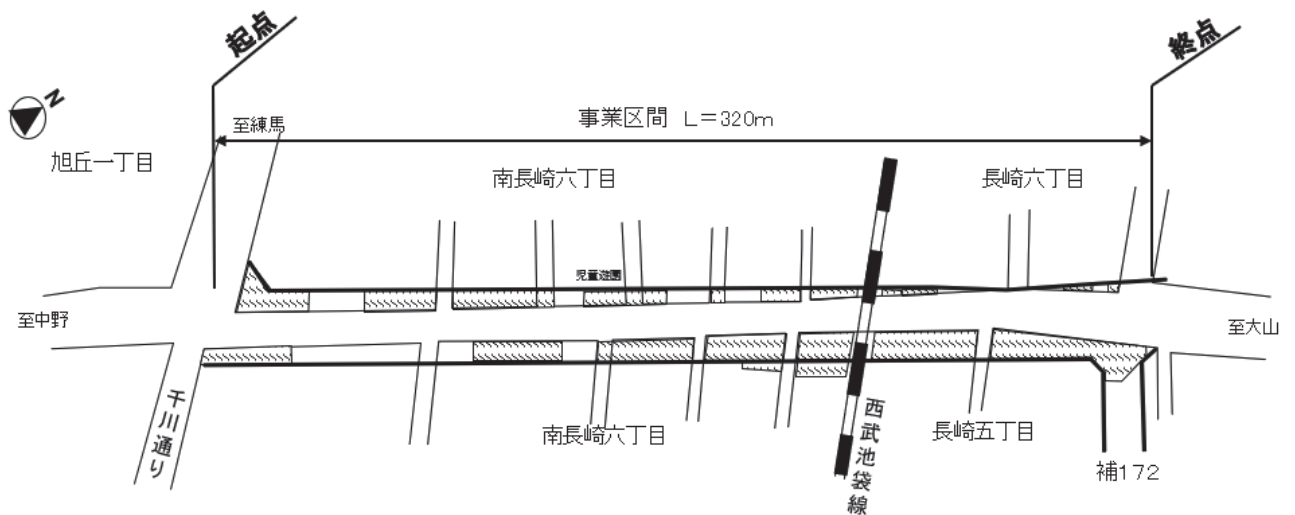 起点
終点
N
至練馬
事業区間 L=320m
旭丘一丁目
南長崎六丁目
長崎六丁目
児童遊園
至中野
至大山
千川通り
南長崎六丁目
西武池袋線
長崎五丁目
補172